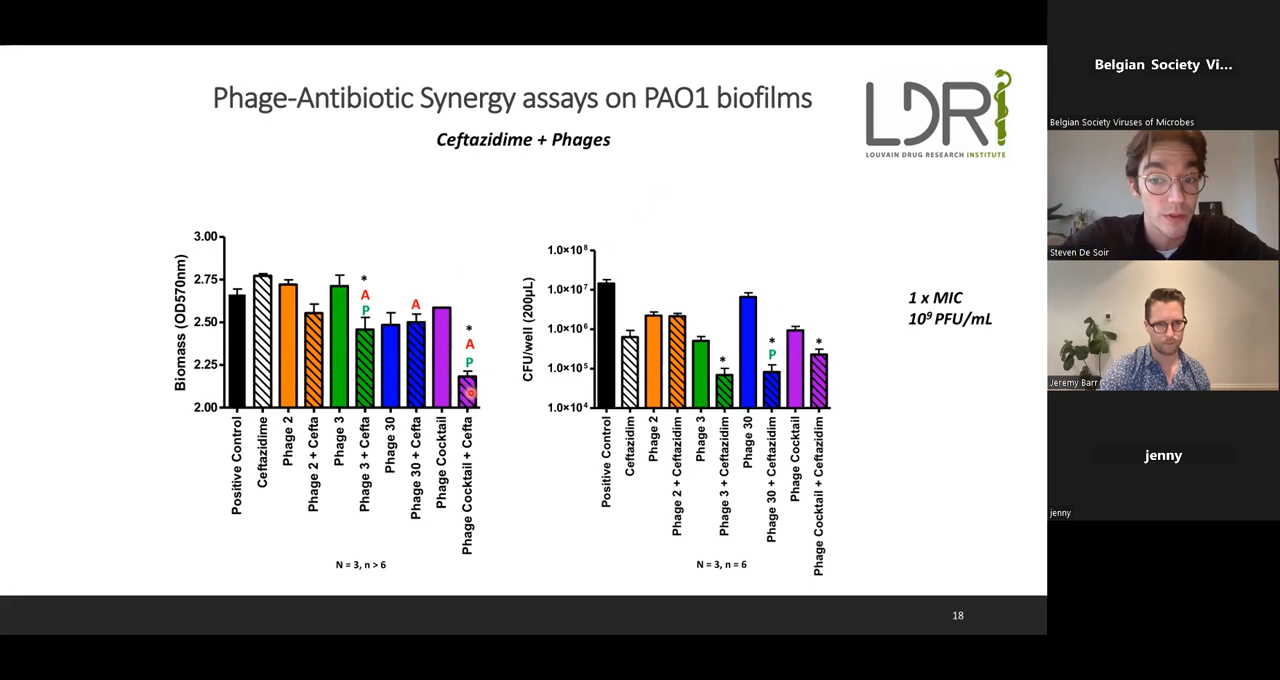 Phage-Antibiotic Synergy assays on PAO1 biofilms
Ceftazidime + Phages
LDRI
LOUVAIN DRUG RESEARCH INSTITUTE
Biomass (OD570nm)
3.00
2.75
2.50
2.25
2.00
*
A
P
A
*
A
P
Positive Control
Ceftazidime
Phage 2
Phage 2 + Cefta
Phage 3
Phage 3 + Cefta
Phage 30
Phage 30 + Cefta
Phage Cocktail
Phage Cocktail + Cefta
N = 3, n > 6
CFU/well (200µL)
1.0×10⁸
1.0×10⁷
1.0×10⁶
1.0×10⁵
1.0×10⁴
*
*
P
*
Positive Control
Ceftazidim
Phage 2
Phage 2 + Ceftazidim
Phage 3
Phage 3 + Ceftazidim
Phage 30
Phage 30 + Ceftazidim
Phage Cocktail
Phage Cocktail + Ceftazidim
N = 3, n = 6
1 x MIC
10⁹ PFU/mL
18
Belgian Society Vi...
Belgian Society Viruses of Microbes
Steven De Soir
Jeremy Barr
jenny
jenny